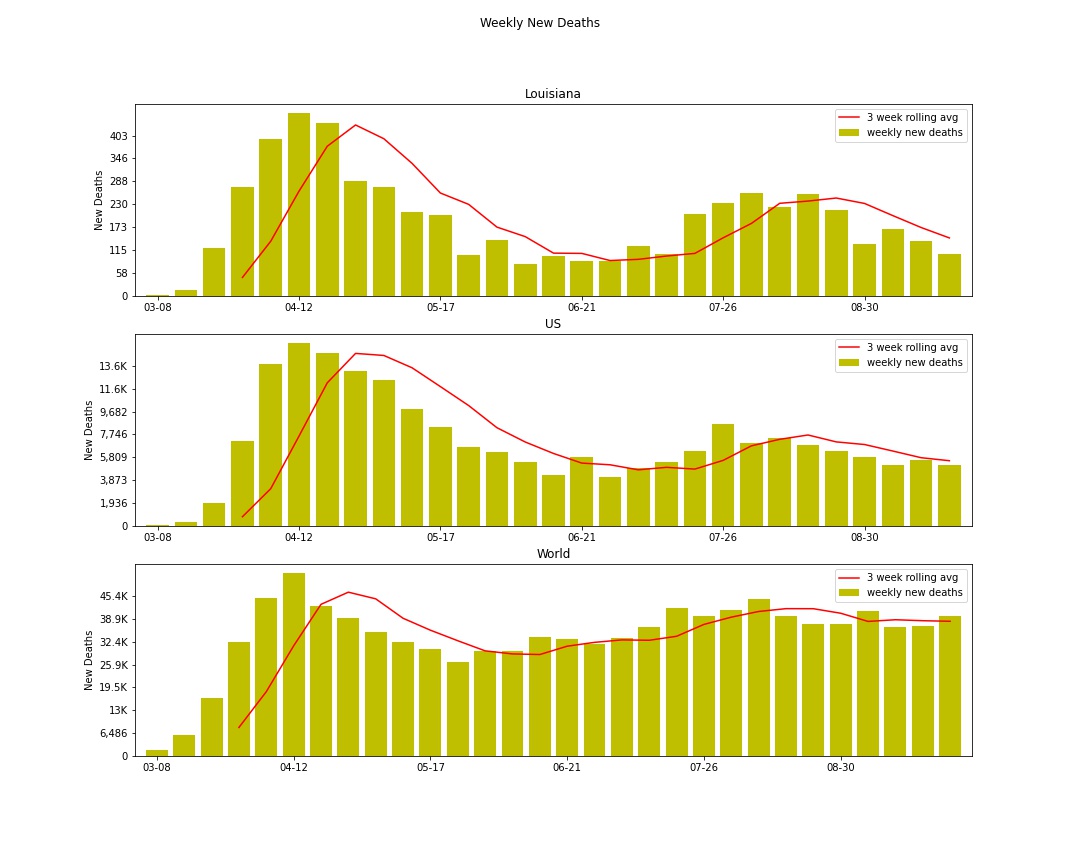 Weekly New Deaths
Louisiana
3 week rolling avg
weekly new deaths
New Deaths
403
346
288
230
173
115
58
0
03-08 04-12 05-17 06-21 07-26 08-30
US
3 week rolling avg
weekly new deaths
New Deaths
13.6K
11.6K
9,682
7,746
5,809
3,873
1,936
0
03-08 04-12 05-17 06-21 07-26 08-30
World
3 week rolling avg
weekly new deaths
New Deaths
45.4K
38.9K
32.4K
25.9K
19.5K
13K
6,486
0
03-08 04-12 05-17 06-21 07-26 08-30